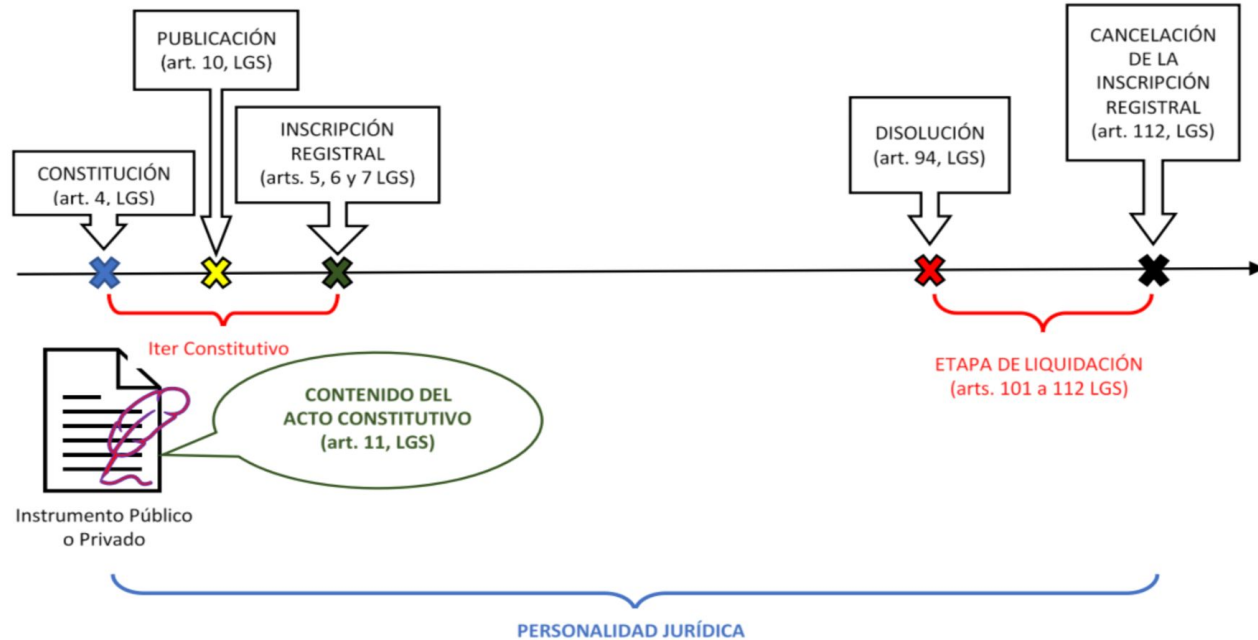 PUBLICACIÓN
(art. 10, LGS)
CANCELACIÓN
DE LA
INSCRIPCIÓN
REGISTRAL
(art. 112, LGS)
INSCRIPCIÓN
REGISTRAL
(arts. 5, 6 y 7 LGS)
DISOLUCIÓN
(art. 94, LGS)
CONSTITUCIÓN
(art. 4, LGS)
Iter Constitutivo
ETAPA DE LIQUIDACIÓN
(arts. 101 a 112 LGS)
CONTENIDO DEL
ACTO CONSTITUTIVO
(art. 11, LGS)
Instrumento Público
o Privado
PERSONALIDAD JURÍDICA